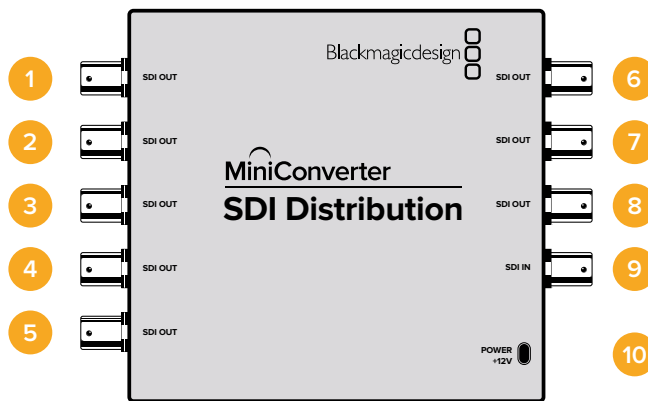 Blackmagicdesign
1 SDI OUT
SDI OUT 6
2 SDI OUT
SDI OUT 7
MiniConverter
3 SDI OUT
SDI Distribution
SDI OUT 8
4 SDI OUT
SDI IN 9
5 SDI OUT
POWER
+12V
10